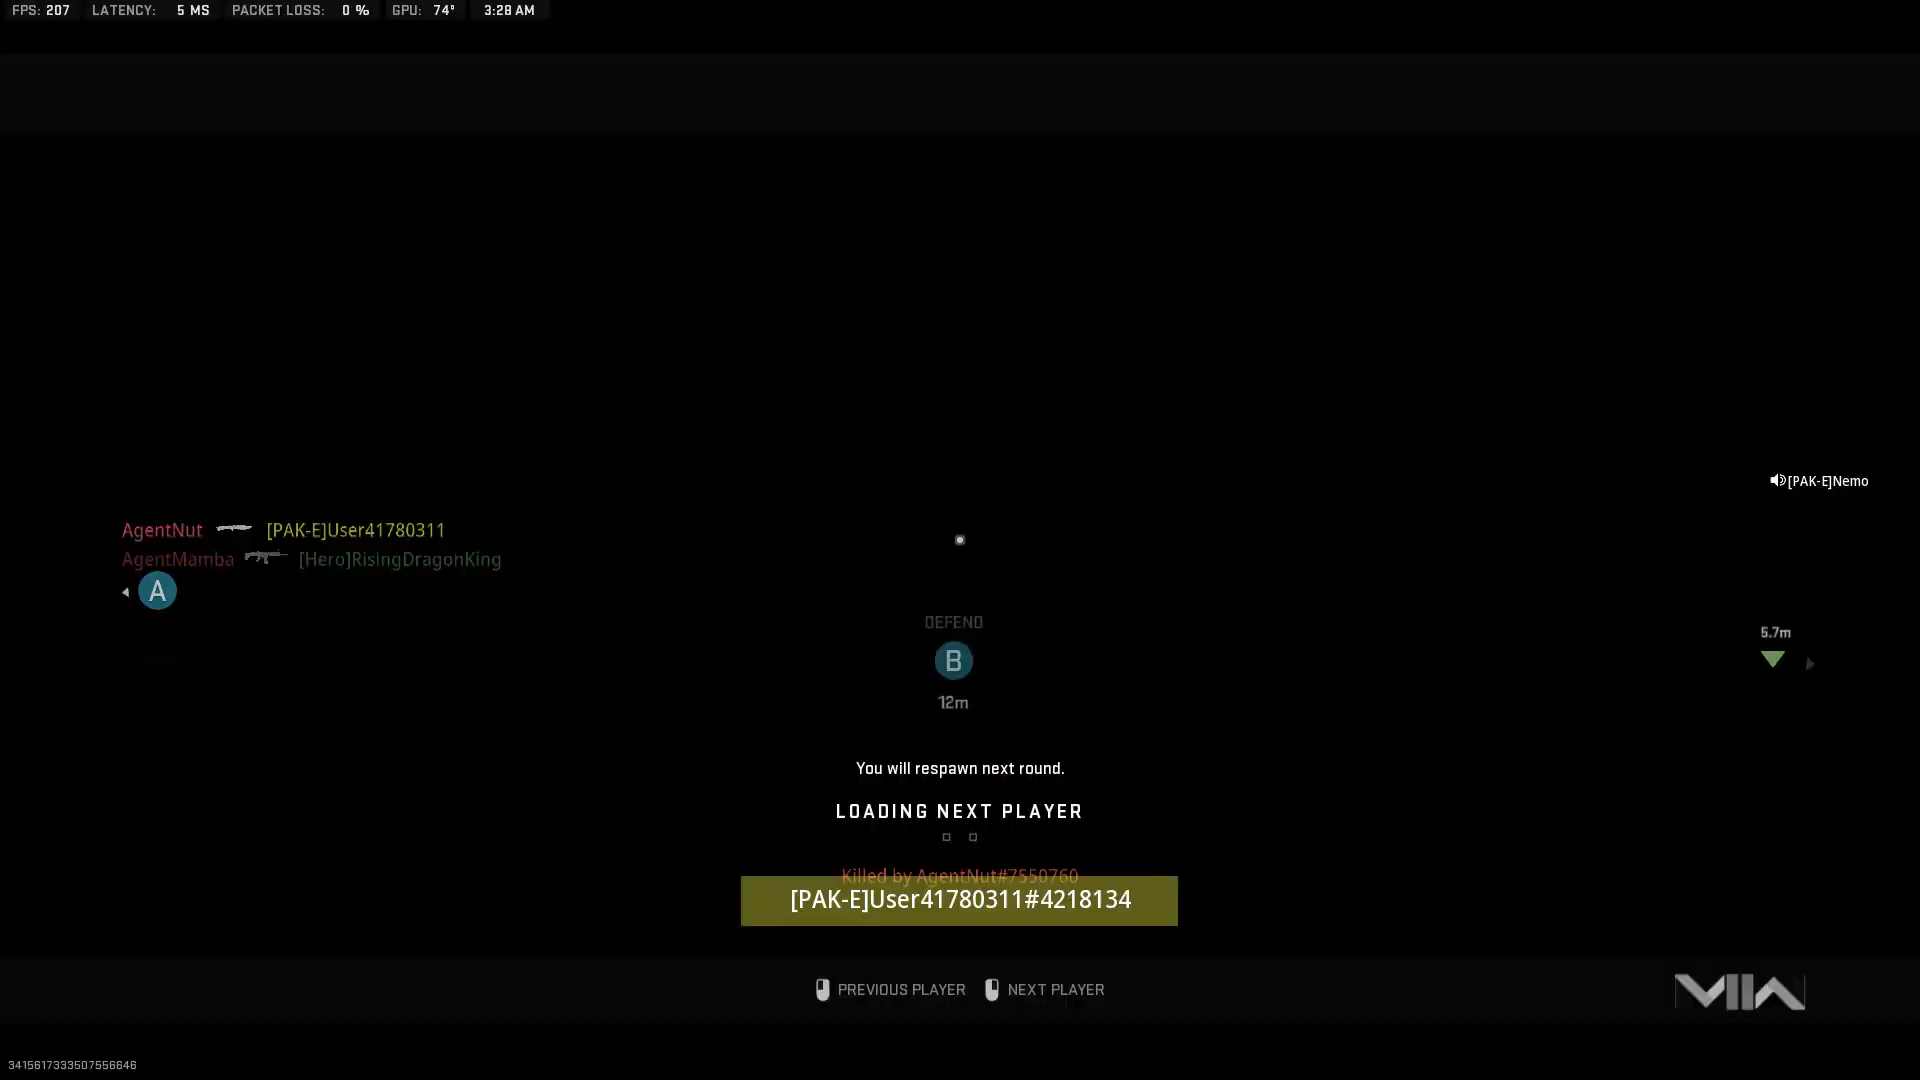 FPS: 207 LATENCY: 5 MS PACKET LOSS: 0 % GPU: 74° 3:28 AM
[PAK-E]Nemo
AgentNut [PAK-E]User41780311
AgentMamba [Hero]RisingDragonKing
A
DEFEND
B
12m
5.7m
You will respawn next round.
LOADING NEXT PLAYER
Killed by AgentNut#7550760
[PAK-E]User41780311#4218134
PREVIOUS PLAYER NEXT PLAYER
MW
3415617333507556646